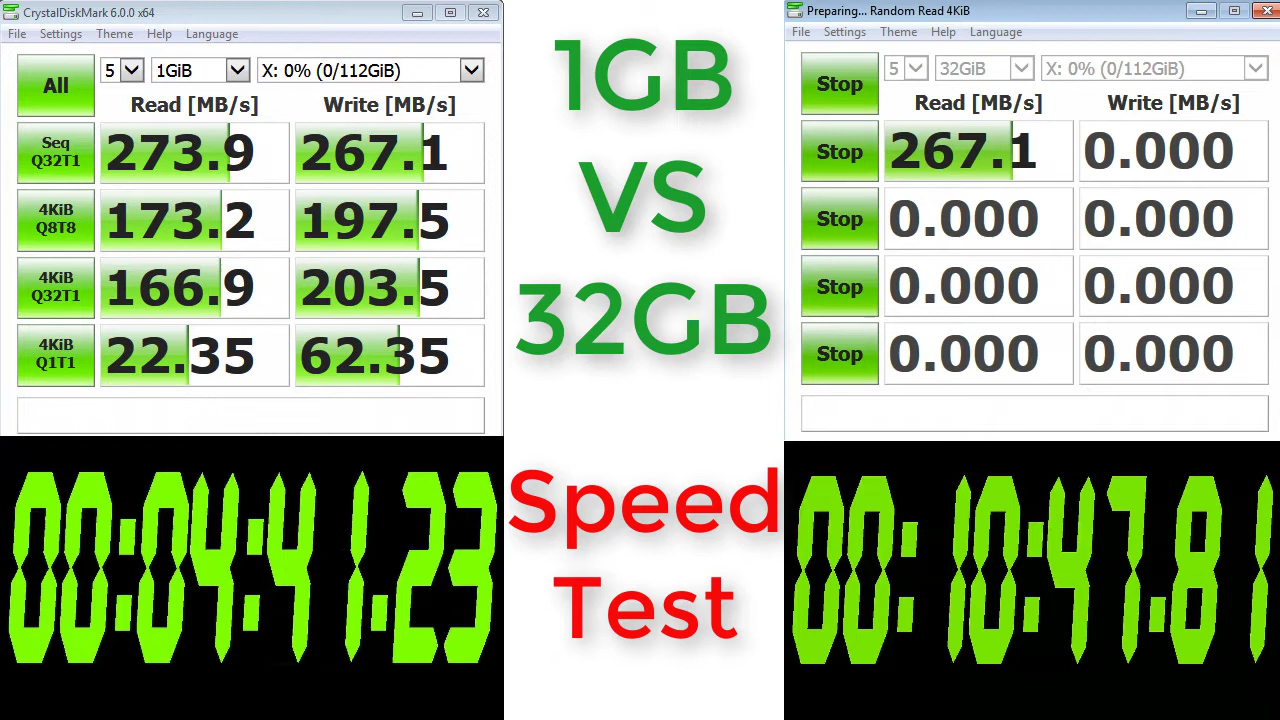 CrystalDiskMark 6.0.0 x64
File Settings Theme Help Language
All
5 1GiB X: 0% (0/112GiB)
Read [MB/s] Write [MB/s]
Seq
Q32T1
273.9 267.1
4KiB
Q8T8
173.2 197.5
4KiB
Q32T1
166.9 203.5
4KiB
Q1T1
22.35 62.35
00:04:41.23
1GB
VS
32GB
Speed
Test
Preparing... Random Read 4KiB
File Settings Theme Help Language
Stop
5 32GiB X: 0% (0/112GiB)
Read [MB/s] Write [MB/s]
Stop 267.1 0.000
Stop 0.000 0.000
Stop 0.000 0.000
Stop 0.000 0.000
00:10:47.81